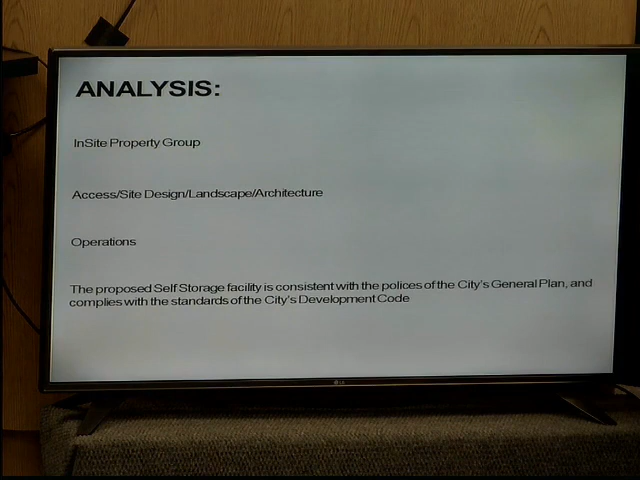 ANALYSIS:
InSite Property Group
Access/Site Design/Landscape/Architecture
Operations
The proposed Self Storage facility is consistent with the polices of the City's General Plan, and
complies with the standards of the City's Development Code
LG